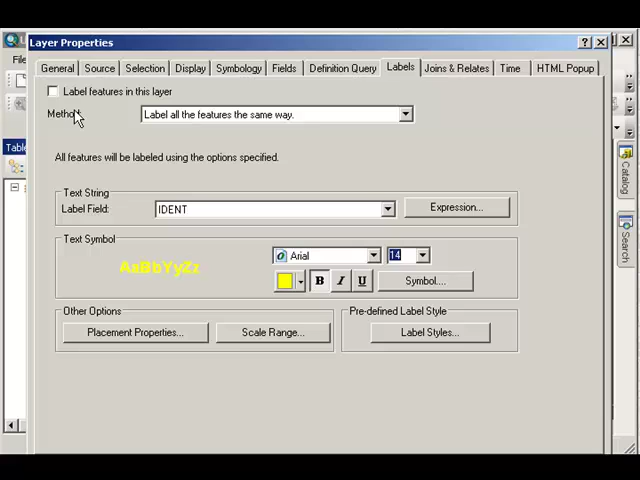 Layer Properties
General Source Selection Display Symbology Fields Definition Query Labels Joins & Relates Time HTML Popup
Label features in this layer
Label all the features the same way.
All features will be labeled using the options specified.
Text String
Label Field: IDENT Expression...
Text Symbol
AaBbYyZz
Arial 14
B I U Symbol....
Other Options Pre-defined Label Style
Placement Properties... Scale Range... Label Styles...
Catalog
Search